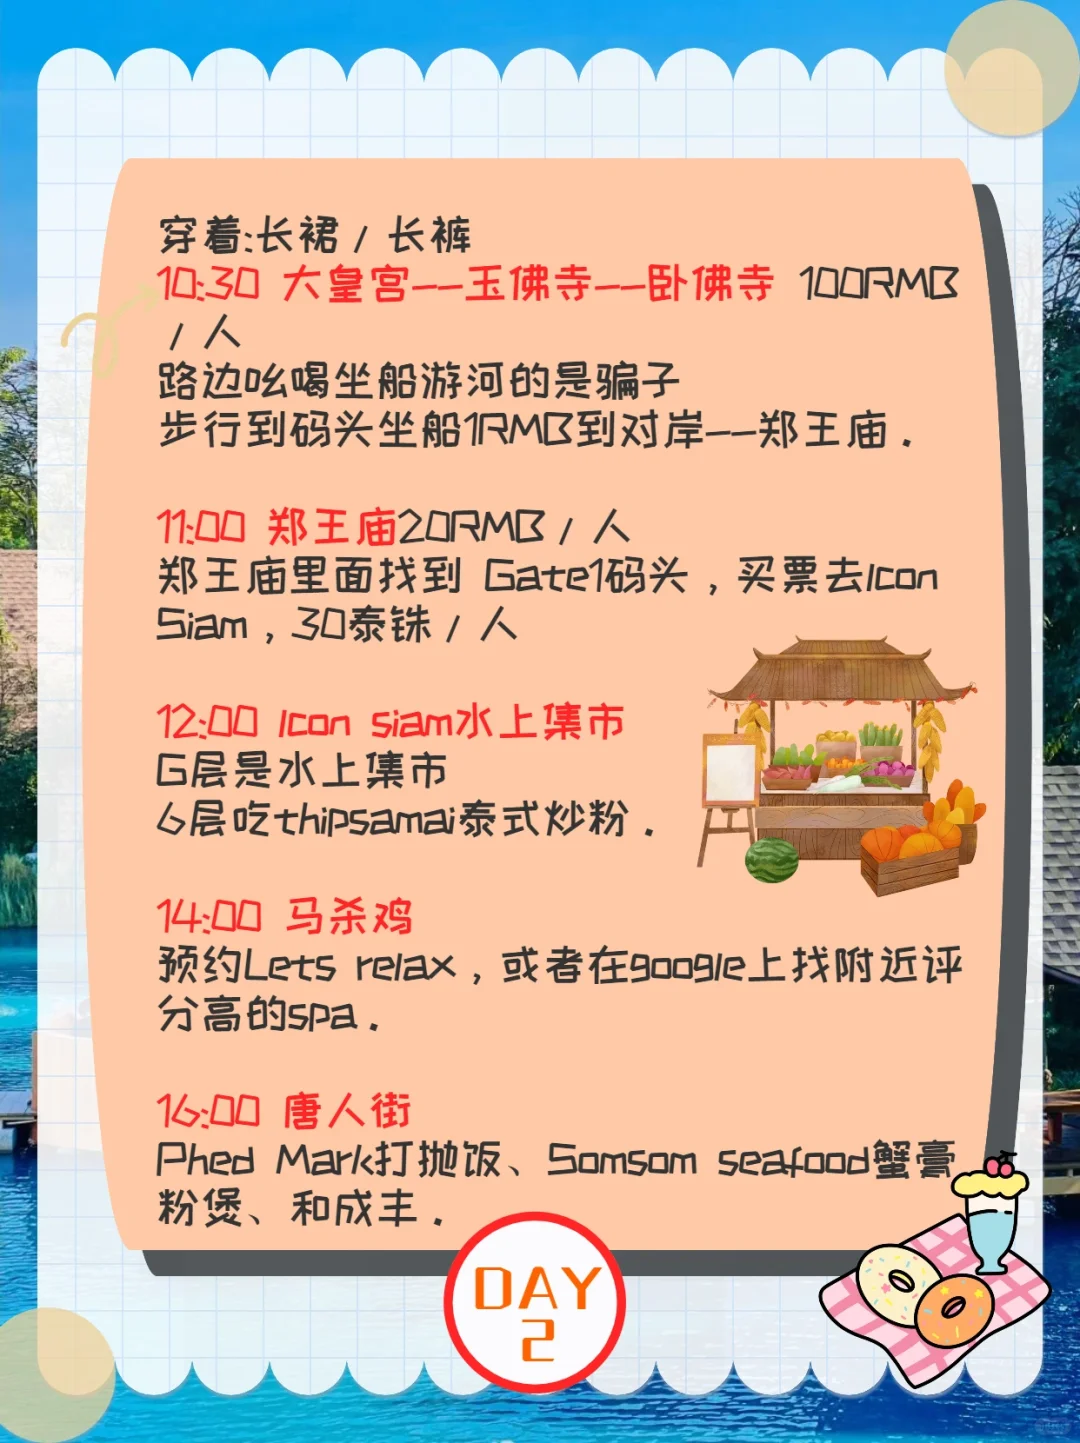 穿着:长裙/长裤
10:30 大皇宫--玉佛寺--卧佛寺 100RMB
/人
路边吆喝坐船游河的是骗子
步行到码头坐船1RMB到对岸--郑王庙.
11:00 郑王庙20RMB/人
郑王庙里面找到 Gate1码头,买票去Icon
Siam,30泰铢/人
12:00 Icon siam水上集市
G层是水上集市
6层吃thipsamai泰式炒粉.
14:00 马杀鸡
预约Lets relax,或者在google上找附近评
分高的spa.
16:00 唐人街
Phed Mark打抛饭、Somsom seafood蟹膏
粉煲、和成丰.
DAY
2